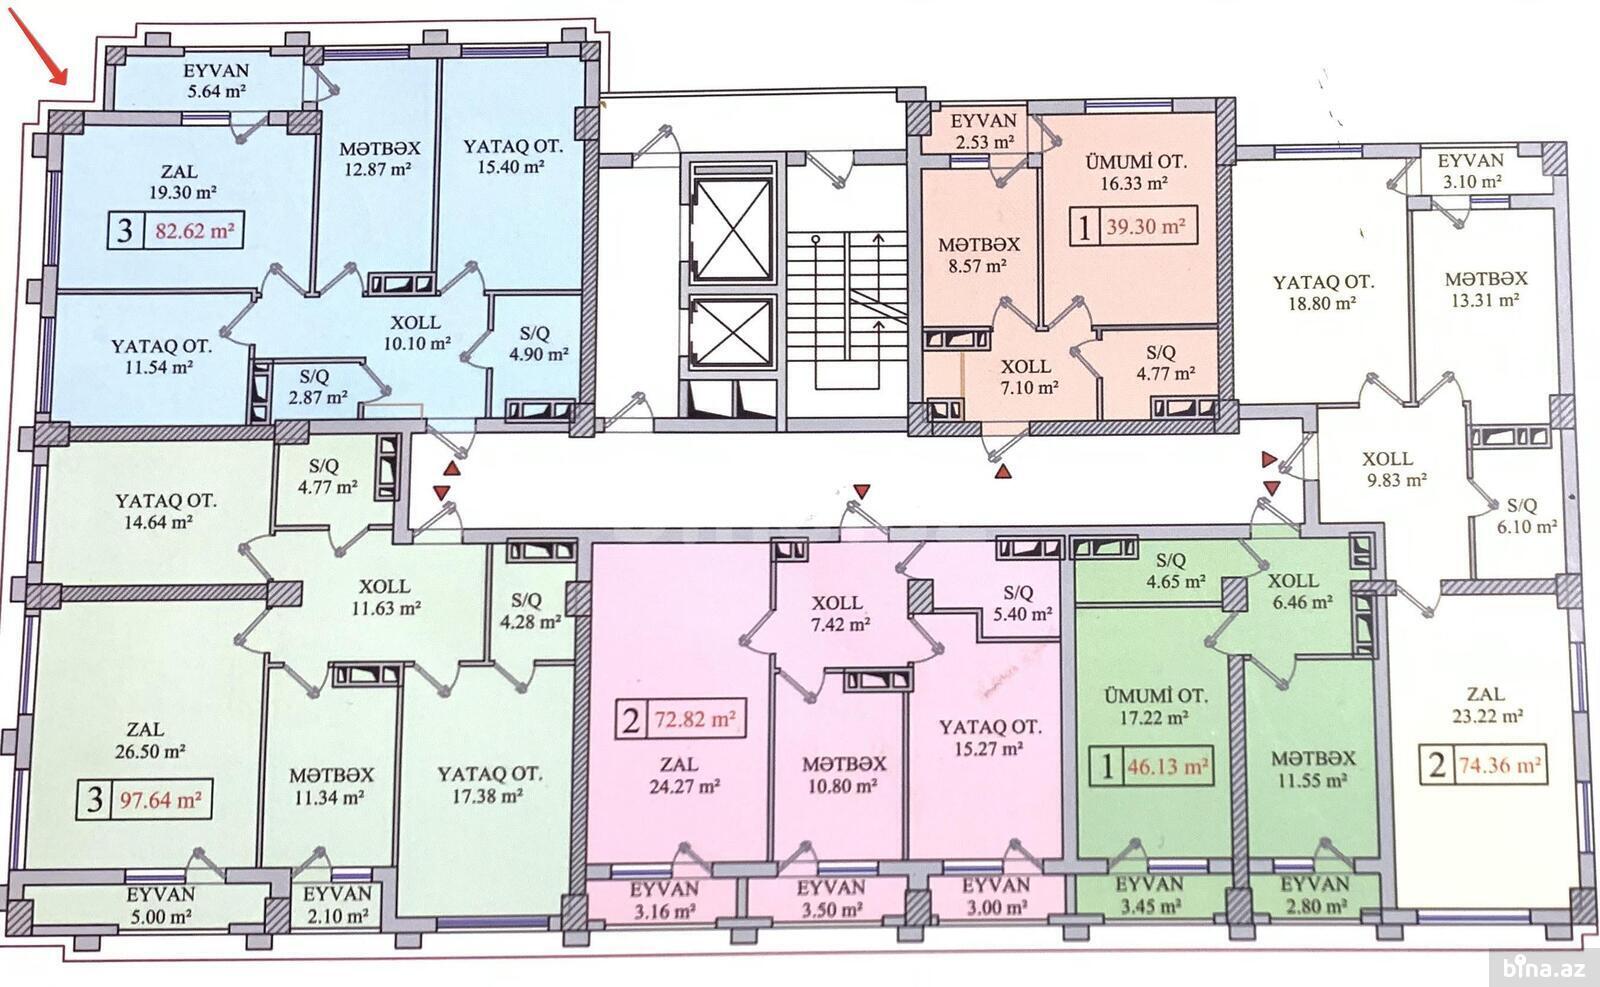 EYVAN
5.64 m²
ZAL
19.30 m²
3 82.62 m²
MƏTBƏX
12.87 m²
YATAQ OT.
15.40 m²
YATAQ OT.
11.54 m²
XOLL
10.10 m²
S/Q
4.90 m²
S/Q
2.87 m²
EYVAN
2.53 m²
ÜMUMİ OT.
16.33 m²
1 39.30 m²
MƏTBƏX
8.57 m²
XOLL
7.10 m²
S/Q
4.77 m²
EYVAN
3.10 m²
YATAQ OT.
18.80 m²
MƏTBƏX
13.31 m²
XOLL
9.83 m²
S/Q
6.10 m²
ZAL
23.22 m²
2 74.36 m²
YATAQ OT.
14.64 m²
S/Q
4.77 m²
XOLL
11.63 m²
S/Q
4.28 m²
ZAL
26.50 m²
3 97.64 m²
MƏTBƏX
11.34 m²
YATAQ OT.
17.38 m²
EYVAN
5.00 m²
EYVAN
2.10 m²
XOLL
7.42 m²
S/Q
5.40 m²
2 72.82 m²
ZAL
24.27 m²
MƏTBƏX
10.80 m²
YATAQ OT.
15.27 m²
EYVAN
3.16 m²
EYVAN
3.50 m²
EYVAN
3.00 m²
S/Q
4.65 m²
XOLL
6.46 m²
ÜMUMİ OT.
17.22 m²
1 46.13 m²
MƏTBƏX
11.55 m²
EYVAN
3.45 m²
EYVAN
2.80 m²
bina.az